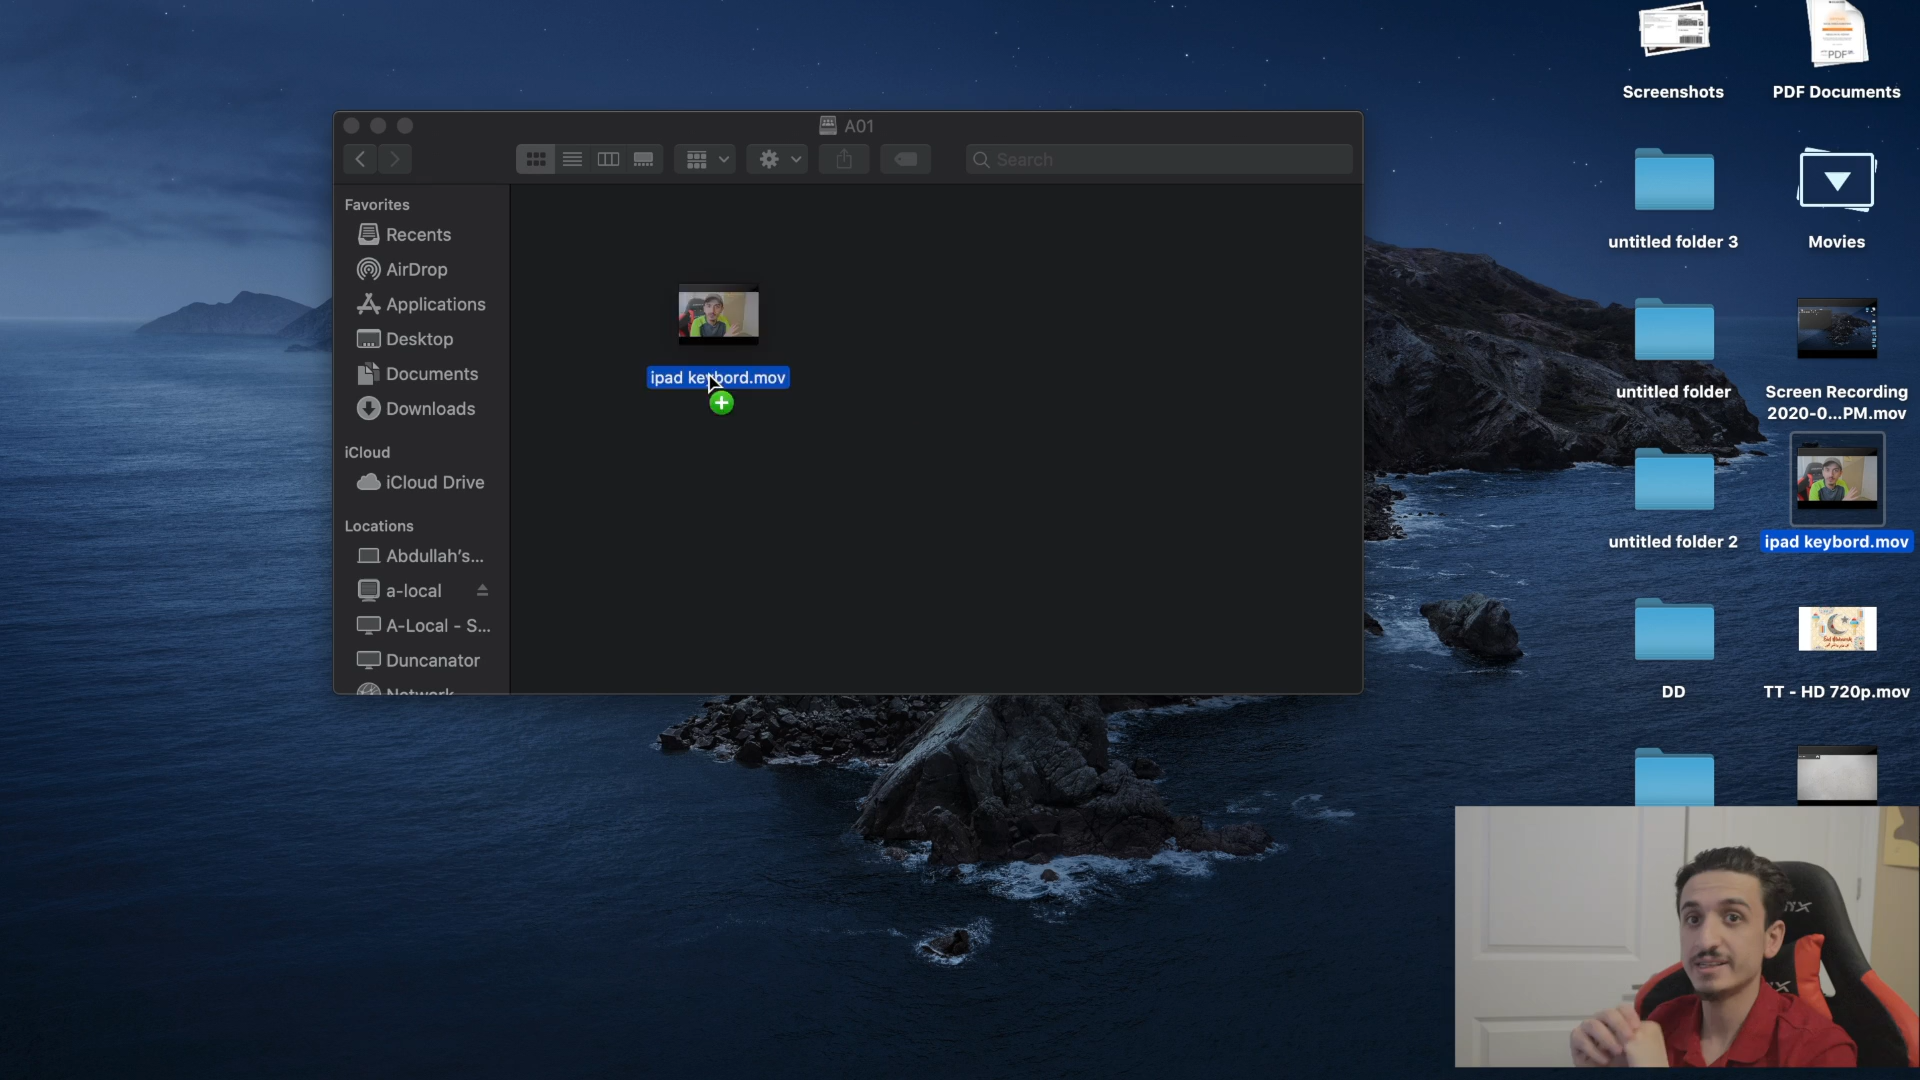 A01
Search
Favorites
Recents
AirDrop
Applications
Desktop
Documents
Downloads
iCloud
iCloud Drive
Locations
Abdullah's...
a-local
A-Local - S...
Duncanator
Network
ipad keybord.mov
Screenshots
PDF Documents
PDF
untitled folder 3
Movies
untitled folder
Screen Recording
2020-0...PM.mov
untitled folder 2
ipad keybord.mov
DD
TT - HD 720p.mov